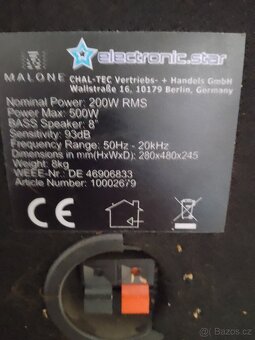 electronic.star
MALONE
CHAL-TEC Vertriebs- + Handels GmbH
Wallstraße 16, 10179 Berlin, Germany
Nominal Power: 200W RMS
Power Max: 500W
BASS Speaker: 8"
Sensitivity: 93dB
Frequency Range: 50Hz - 20kHz
Dimensions in mm(HxWxD): 280x480x245
Weight: 8kg
WEEE-Nr.: DE 46906833
Article Number: 10002679
CE
Sbazar.cz